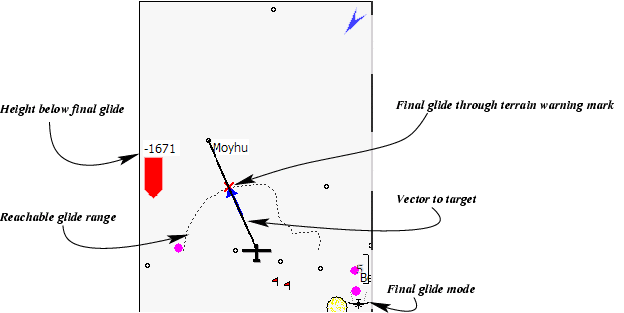 Height below final glide
Final glide through terrain warning mark
-1671
Moyhu
Vector to target
Reachable glide range
Final glide mode